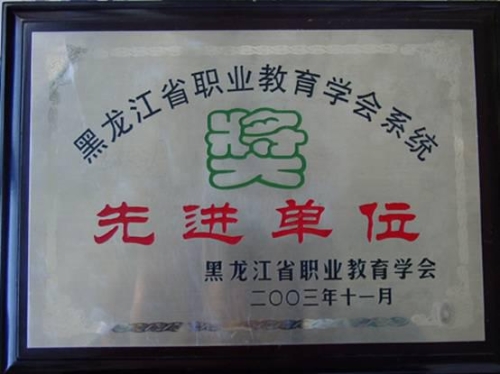 黑龙江省职业教育学会系统
奖
先进单位
黑龙江省职业教育学会
二〇〇三年十一月